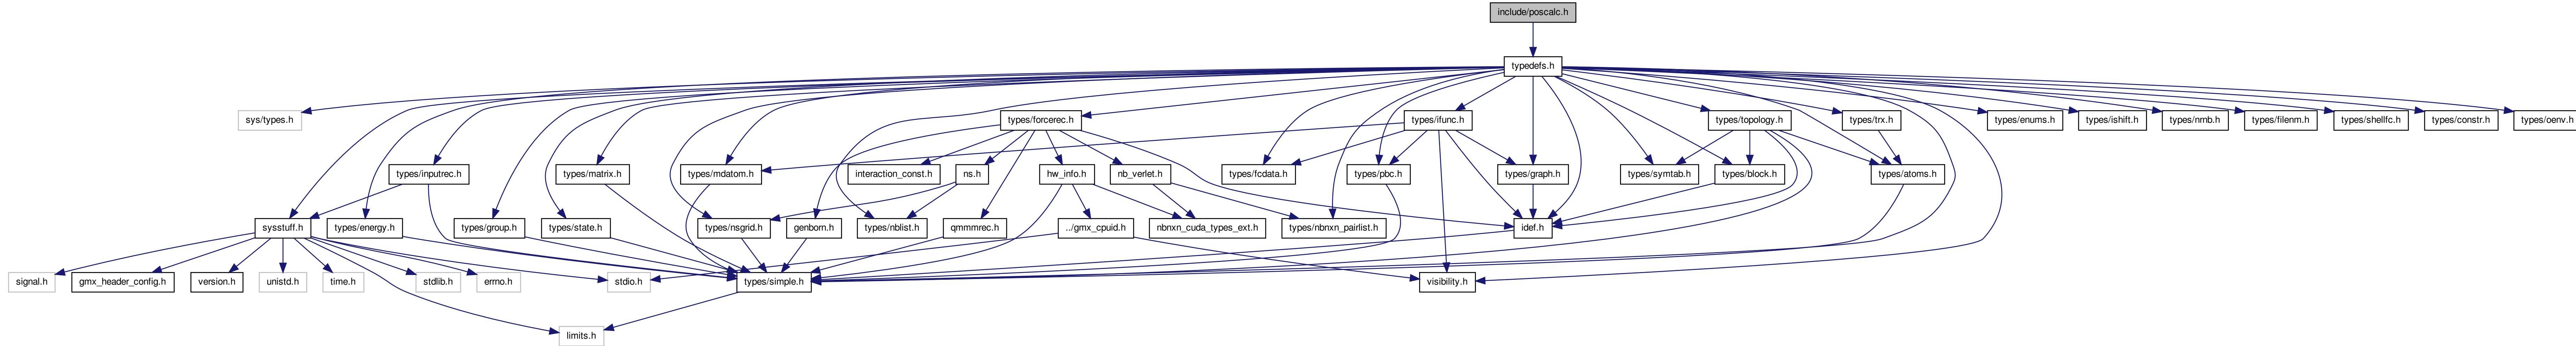 include/poscalc.h
typedefs.h
sys/types.h
types/forcerec.h
types/ifunc.h
types/topology.h
types/trx.h
types/enums.h
types/ishift.h
types/nrnb.h
types/filenm.h
types/shellfc.h
types/constr.h
types/oenv.h
types/inputrec.h
types/matrix.h
types/mdatom.h
interaction_const.h
ns.h
hw_info.h
nb_verlet.h
types/fcdata.h
types/pbc.h
types/graph.h
types/symtab.h
types/block.h
types/atoms.h
sysstuff.h
types/energy.h
types/group.h
types/state.h
types/nsgrid.h
genborn.h
types/nblist.h
qmmmrec.h
../gmx_cpuid.h
nbnxn_cuda_types_ext.h
types/nbnxn_pairlist.h
idef.h
signal.h
gmx_header_config.h
version.h
unistd.h
time.h
stdlib.h
errno.h
stdio.h
types/simple.h
visibility.h
limits.h